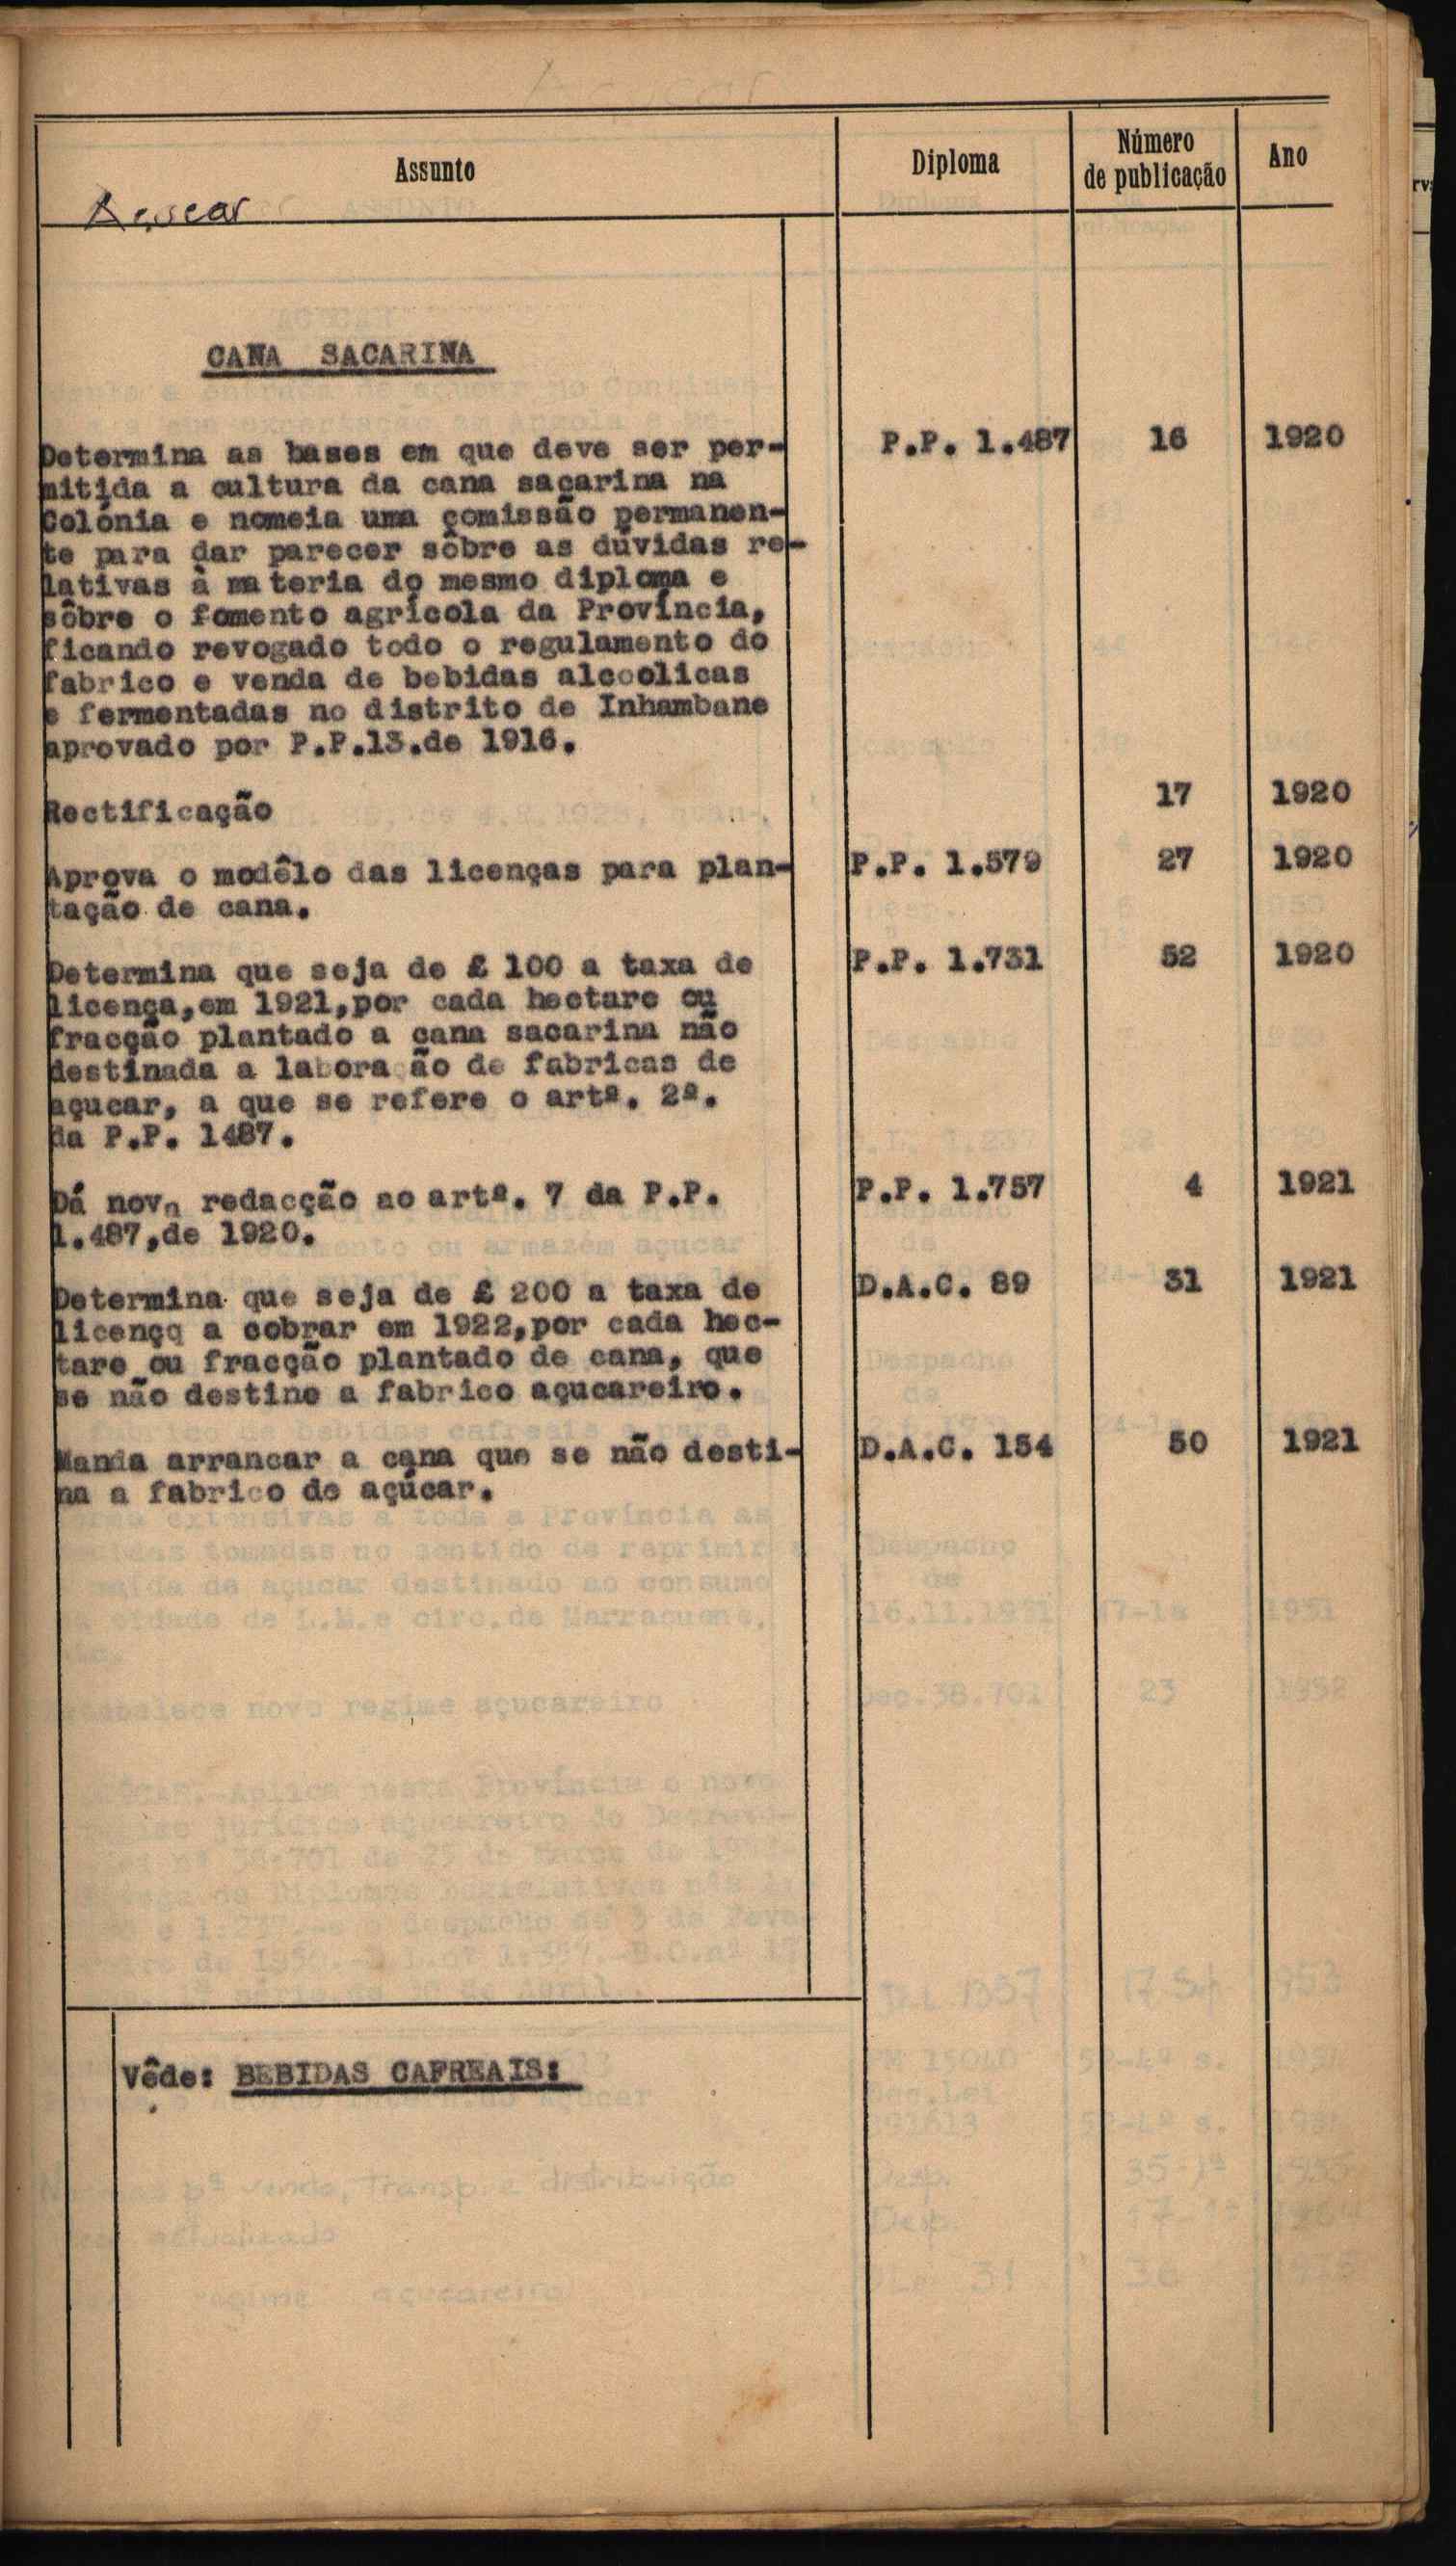 Assunto
Diploma
Número
de publicação
Ano
Açucar
CANA SACARINA
Determina as bases em que deve ser per- P.P. 1.487 16 1920
mitida a cultura da cana sacarina na
Colónia e nomeia uma comissão permanen-
te para dar parecer sôbre as dúvidas re-
lativas à materia do mesmo diploma e
sôbre o fomento agrícola da Província,
ficando revogado todo o regulamento do
fabrico e venda de bebidas alcoolicas
e fermentadas no distrito de Inhambane
aprovado por P.P.13.de 1916.
Rectificação 17 1920
Aprova o modêlo das licenças para plan- P.P. 1.579 27 1920
tação de cana.
Determina que seja de £ 100 a taxa de P.P. 1.731 52 1920
licença,em 1921,por cada hectare ou
fracção plantado a cana sacarina não
destinada a labora ão de fabricas de
açucar, a que se refere o artº. 2º.
da P.P. 1487.
Dá nova redacção ao artº. 7 da P.P. P.P. 1.757 4 1921
1.487,de 1920.
Determina que seja de £ 200 a taxa de D.A.C. 89 31 1921
licençq a cobrar em 1922,por cada hec-
tare ou fracção plantado de cana, que
se não destine a fabrico açucareiro.
Manda arrancar a cana que se não desti- D.A.C. 154 50 1921
na a fabrico de açúcar.
Vêde: BEBIDAS CAFREAIS: